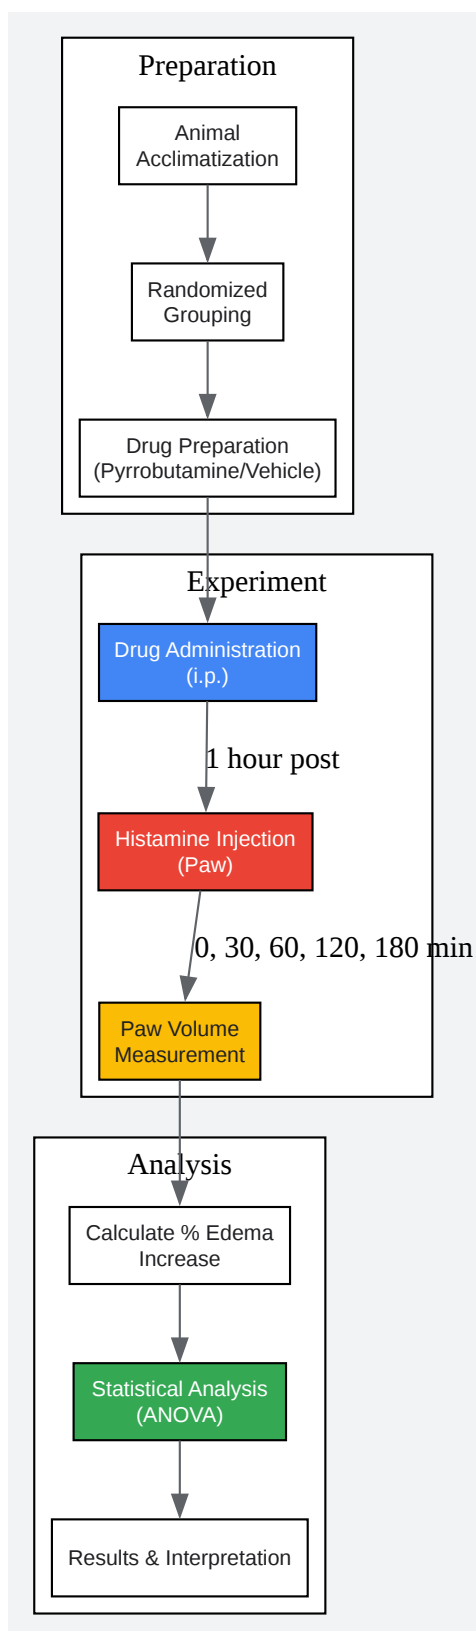 Preparation
Animal
Acclimatization
Randomized
Grouping
Drug Preparation
(Pyrrobutamine/Vehicle)
Experiment
Drug Administration
(i.p.)
1 hour post
Histamine Injection
(Paw)
0, 30, 60, 120, 180 min
Paw Volume
Measurement
Analysis
Calculate % Edema
Increase
Statistical Analysis
(ANOVA)
Results & Interpretation